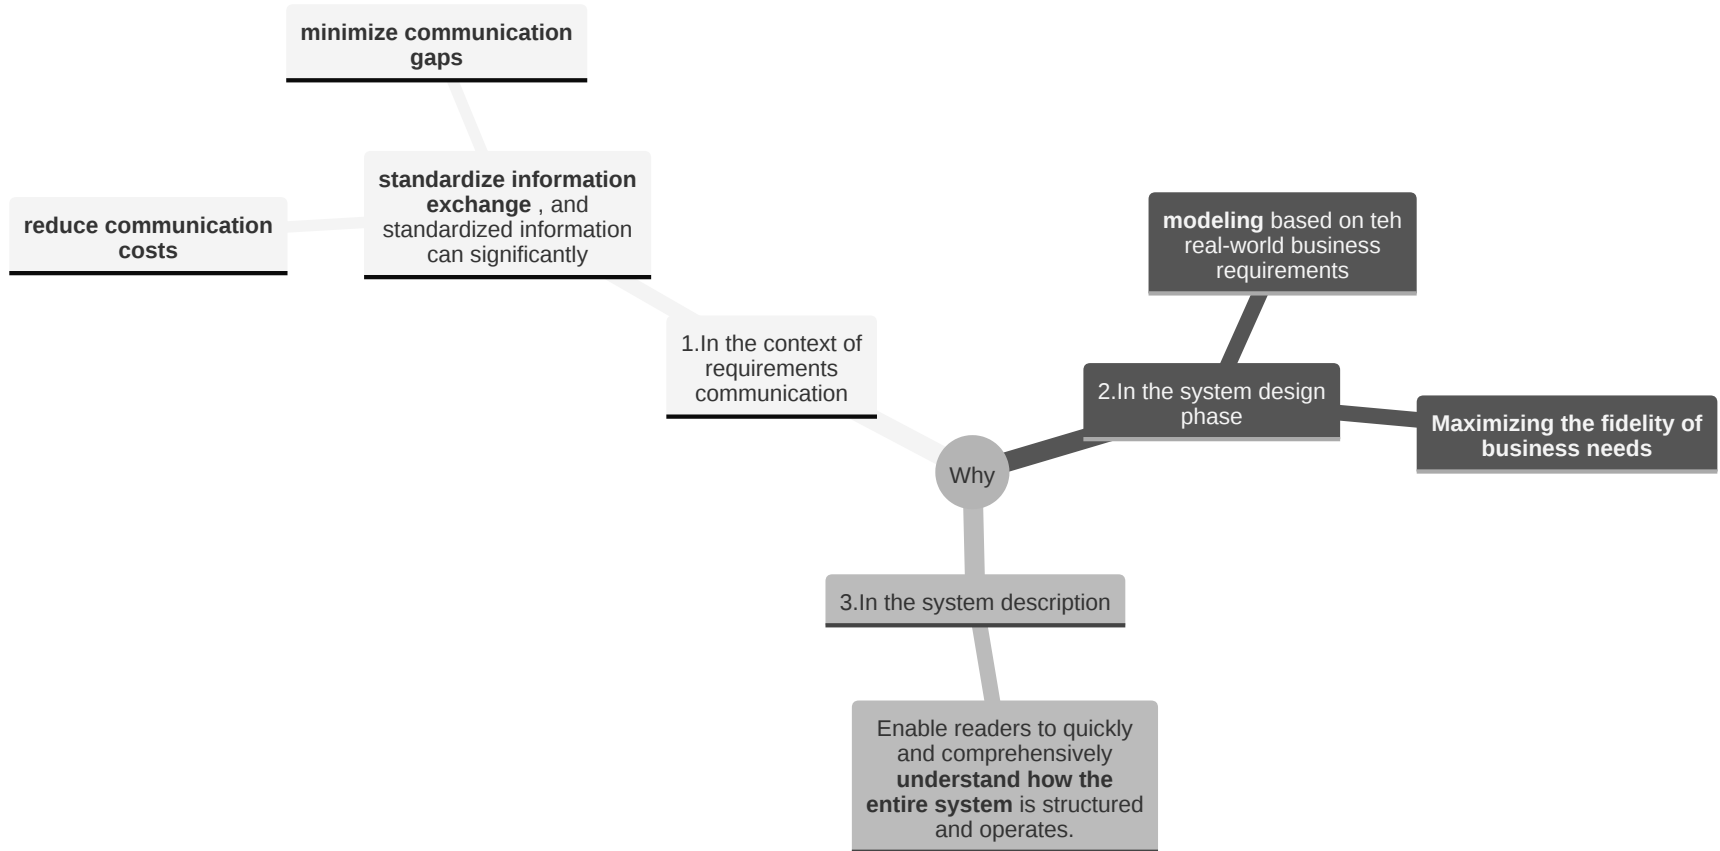 minimize communication
gaps
standardize information
exchange , and
standardized information
can significantly
reduce communication
costs
1.In the context of
requirements
communication
modeling based on teh
real-world business
requirements
2.In the system design
phase
Maximizing the fidelity of
business needs
Why
3.In the system description
Enable readers to quickly
and comprehensively
understand how the
entire system is structured
and operates.